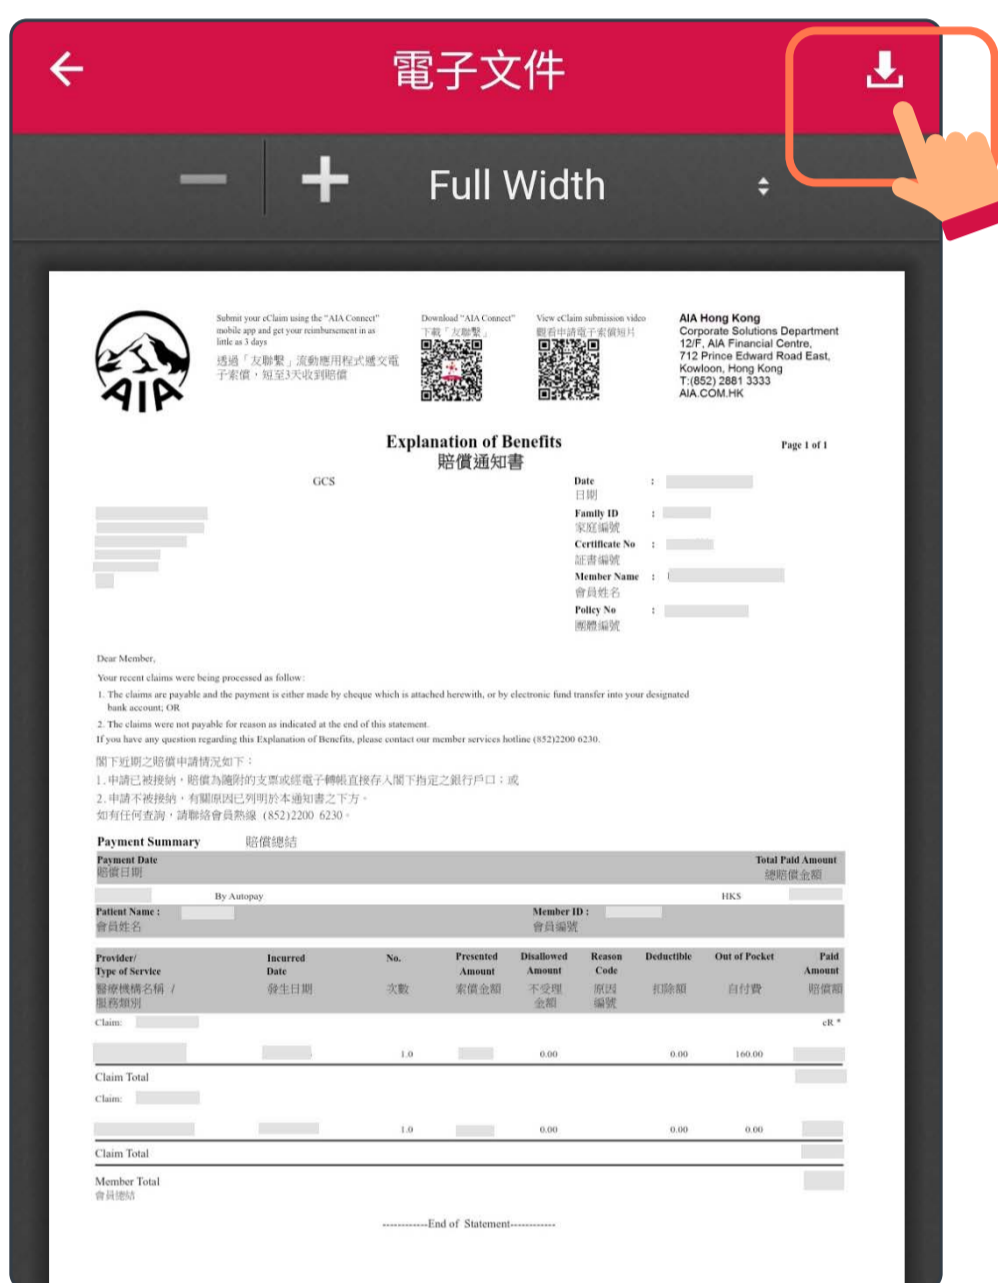 電子文件
Full Width
Submit your eClaim using the "AIA Connect"
mobile app and get your reimbursement in as
little as 3 days
透過「友聯繫」流動應用程式遞交電
子索償，短至3天收到賠償
Download "AIA Connect"
下載「友聯繫」
View eClaim submission video
觀看申請電子索償短片
AIA Hong Kong
Corporate Solutions Department
12/F, AIA Financial Centre,
712 Prince Edward Road East,
Kowloon, Hong Kong
T:(852) 2881 3333
AIA.COM.HK
AIA
Explanation of Benefits
賠償通知書
Page 1 of 1
GCS
Date :
日期
Family ID :
家庭編號
Certificate No :
証書編號
Member Name :
會員姓名
Policy No :
團體編號
Dear Member,
Your recent claims were being processed as follow:
1. The claims are payable and the payment is either made by cheque which is attached herewith, or by electronic fund transfer into your designated
bank account; OR
2. The claims were not payable for reason as indicated at the end of this statement.
If you have any question regarding this Explanation of Benefits, please contact our member services hotline (852)2200 6230.
閣下近期之賠償申請情況如下：
1.申請已被接納，賠償為隨附的支票或經電子轉帳直接存入閣下指定之銀行戶口；或
2.申請不被接納，有關原因已列明於本通知書之下方。
如有任何查詢，請聯絡會員熱線 (852)2200 6230。
Payment Summary 賠償總結
Payment Date Total Paid Amount
賠償日期 總賠償金額
By Autopay HK$
Patient Name : Member ID :
會員姓名 會員編號
Provider/ Incurred No. Presented Disallowed Reason Deductible Out of Pocket Paid
Type of Service Date Amount Amount Code Amount
醫療機構名稱 / 發生日期 次數 索償金額 不受理 原因 扣除額 自付費 賠償額
服務類別 金額 編號
Claim: cR *
1.0 0.00 0.00 160.00
Claim Total
Claim:
1.0 0.00 0.00 0.00
Claim Total
Member Total
會員總結
------------End of Statement------------